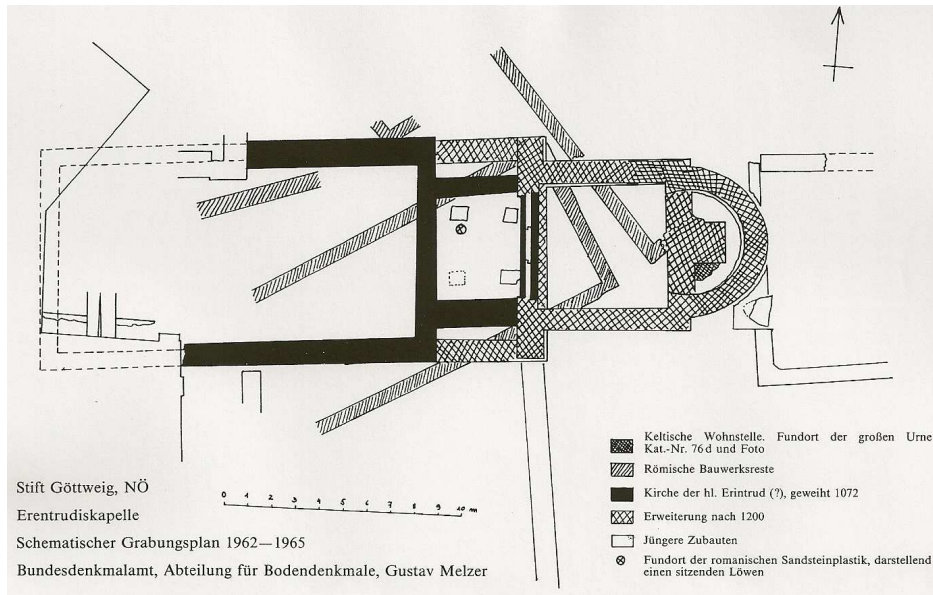 Keltische Wohnstelle. Fundort der großen Urne
Kat.-Nr. 76 d und Foto
Römische Bauwerksreste
Kirche der hl. Erintrud (?), geweiht 1072
Erweiterung nach 1200
Jüngere Zubauten
Fundort der romanischen Sandsteinplastik, darstellend
einen sitzenden Löwen
0 1 2 3 4 5 6 7 8 9 10 m
Stift Göttweig, NÖ
Erentrudiskapelle
Schematischer Grabungsplan 1962—1965
Bundesdenkmalamt, Abteilung für Bodendenkmale, Gustav Melzer